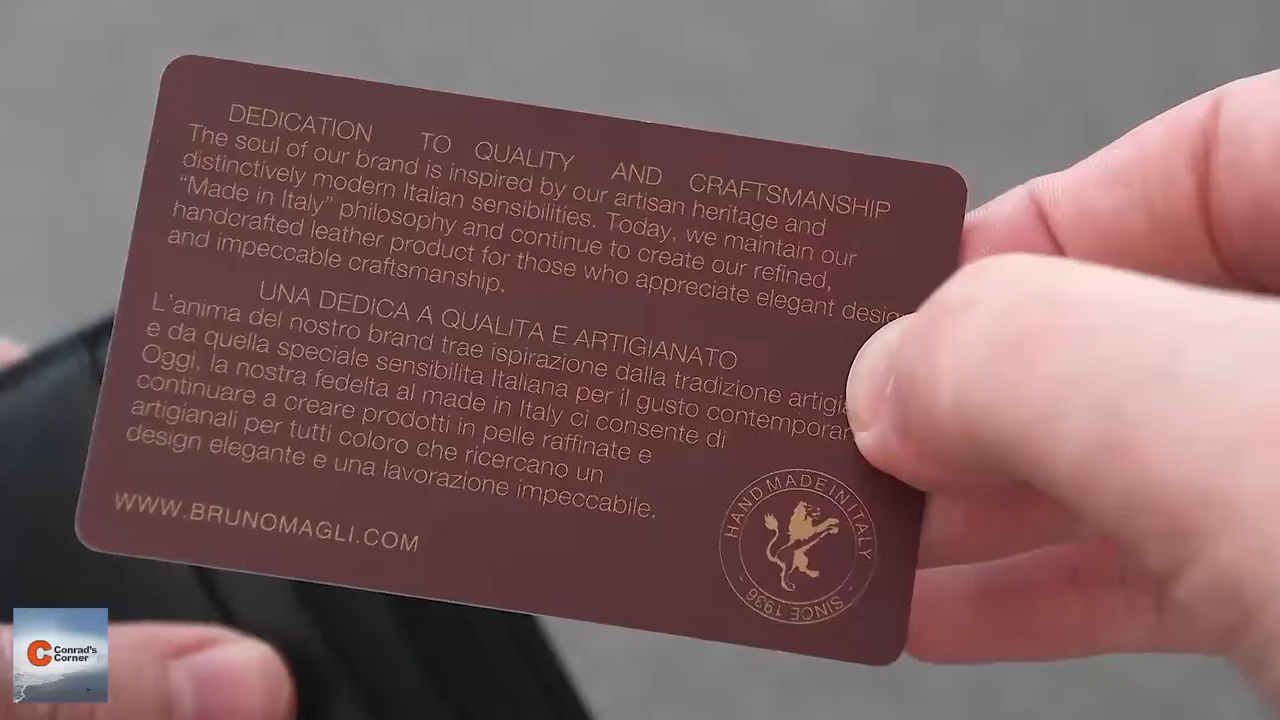 DEDICATION TO QUALITY AND CRAFTSMANSHIP
The soul of our brand is inspired by our artisan heritage and
distinctively modern Italian sensibilities. Today, we maintain our
“Made in Italy” philosophy and continue to create our refined,
handcrafted leather product for those who appreciate elegant design
and impeccable craftsmanship.
UNA DEDICA A QUALITA E ARTIGIANATO
L'anima del nostro brand trae ispirazione dalla tradizione
e da quella speciale sensibilita Italiana per il gusto
Oggi, la nostra fedelta al made in Italy ci consente di
continuare a creare prodotti in pelle raffinate e
artigianali per tutti coloro che ricercano un
design elegante e una lavorazione impeccabile.
WWW.BRUNOMAGLI.COM
HAND MADE IN ITALY
SINCE 1936
Conrad's
Corner